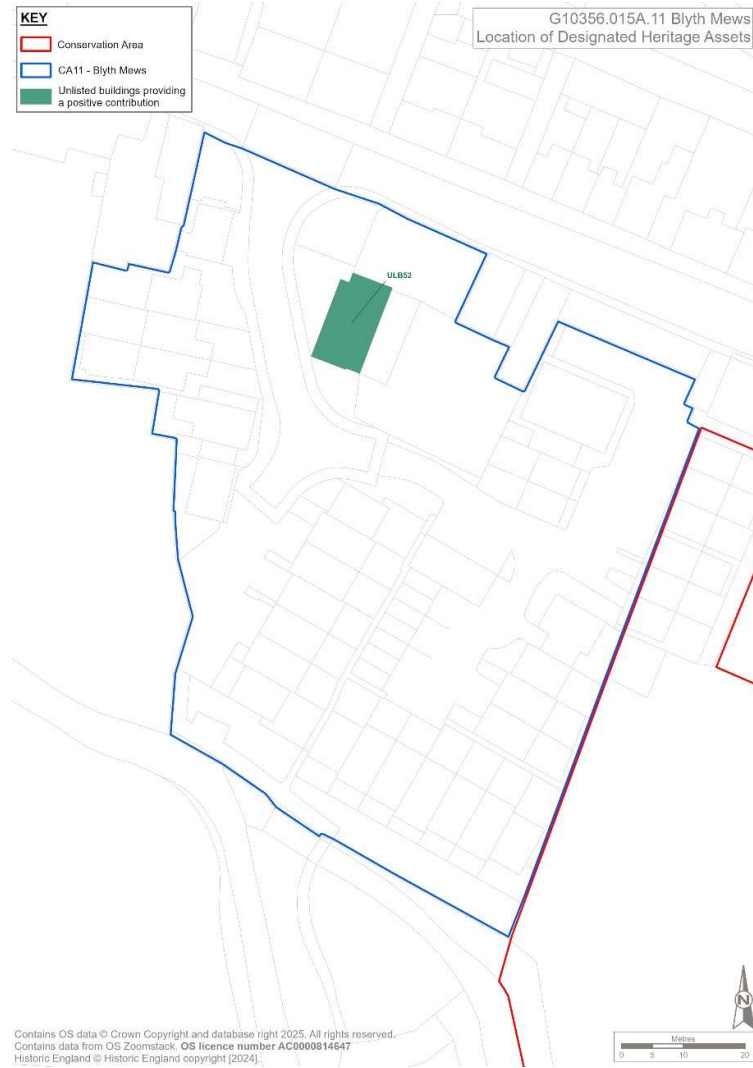 KEY
Conservation Area
CA11 - Blyth Mews
Unlisted buildings providing
a positive contribution
G10356.015A.11 Blyth Mews
Location of Designated Heritage Assets
ULB52
N
Metres
0 5 10 20
Contains OS data © Crown Copyright and database right 2025. All rights reserved.
Contains data from OS Zoomstack. OS licence number AC0000814647
Historic England © Historic England copyright [2024].